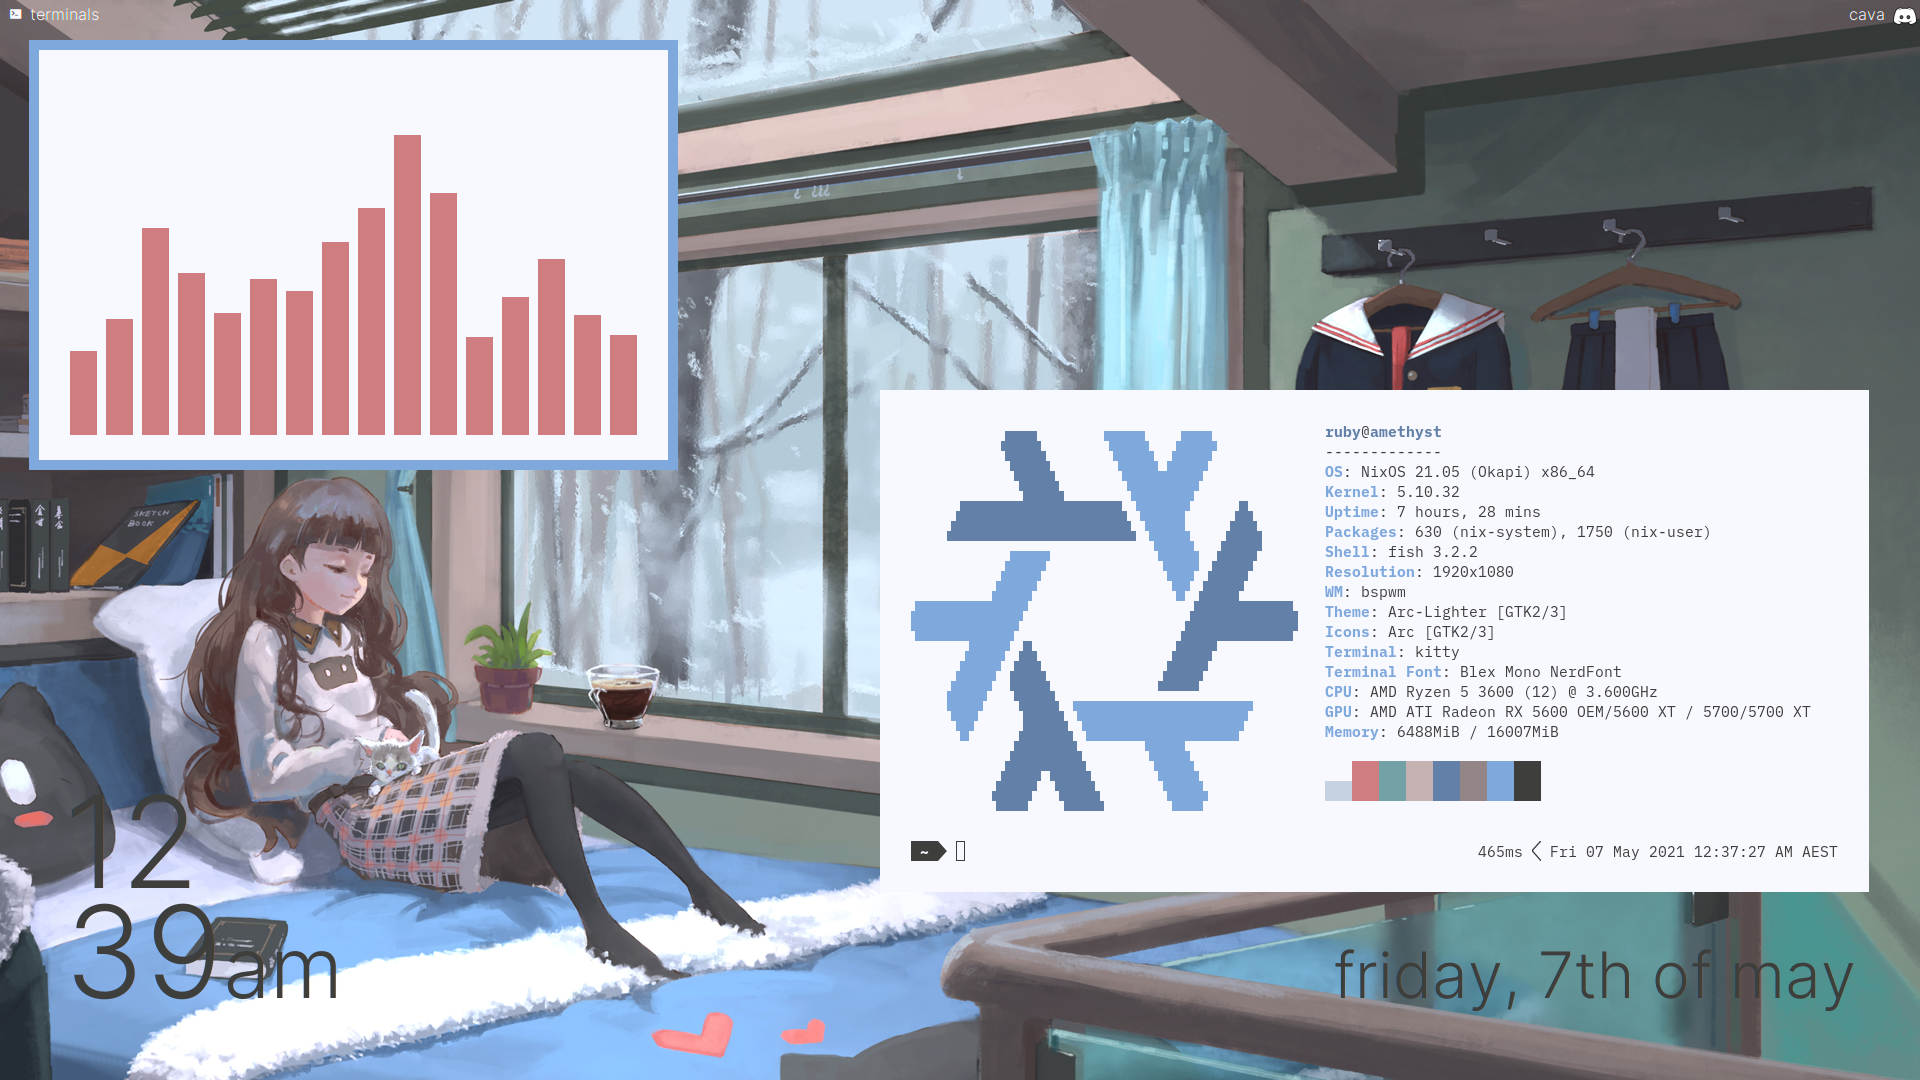 terminals
cava
ruby@amethyst
-------------
OS: NixOS 21.05 (Okapi) x86_64
Kernel: 5.10.32
Uptime: 7 hours, 28 mins
Packages: 630 (nix-system), 1750 (nix-user)
Shell: fish 3.2.2
Resolution: 1920x1080
WM: bspwm
Theme: Arc-Lighter [GTK2/3]
Icons: Arc [GTK2/3]
Terminal: kitty
Terminal Font: Blex Mono NerdFont
CPU: AMD Ryzen 5 3600 (12) @ 3.600GHz
GPU: AMD ATI Radeon RX 5600 OEM/5600 XT / 5700/5700 XT
Memory: 6488MiB / 16007MiB
~
465ms Fri 07 May 2021 12:37:27 AM AEST
SKETCH
BOOK
12
39am
friday, 7th of may